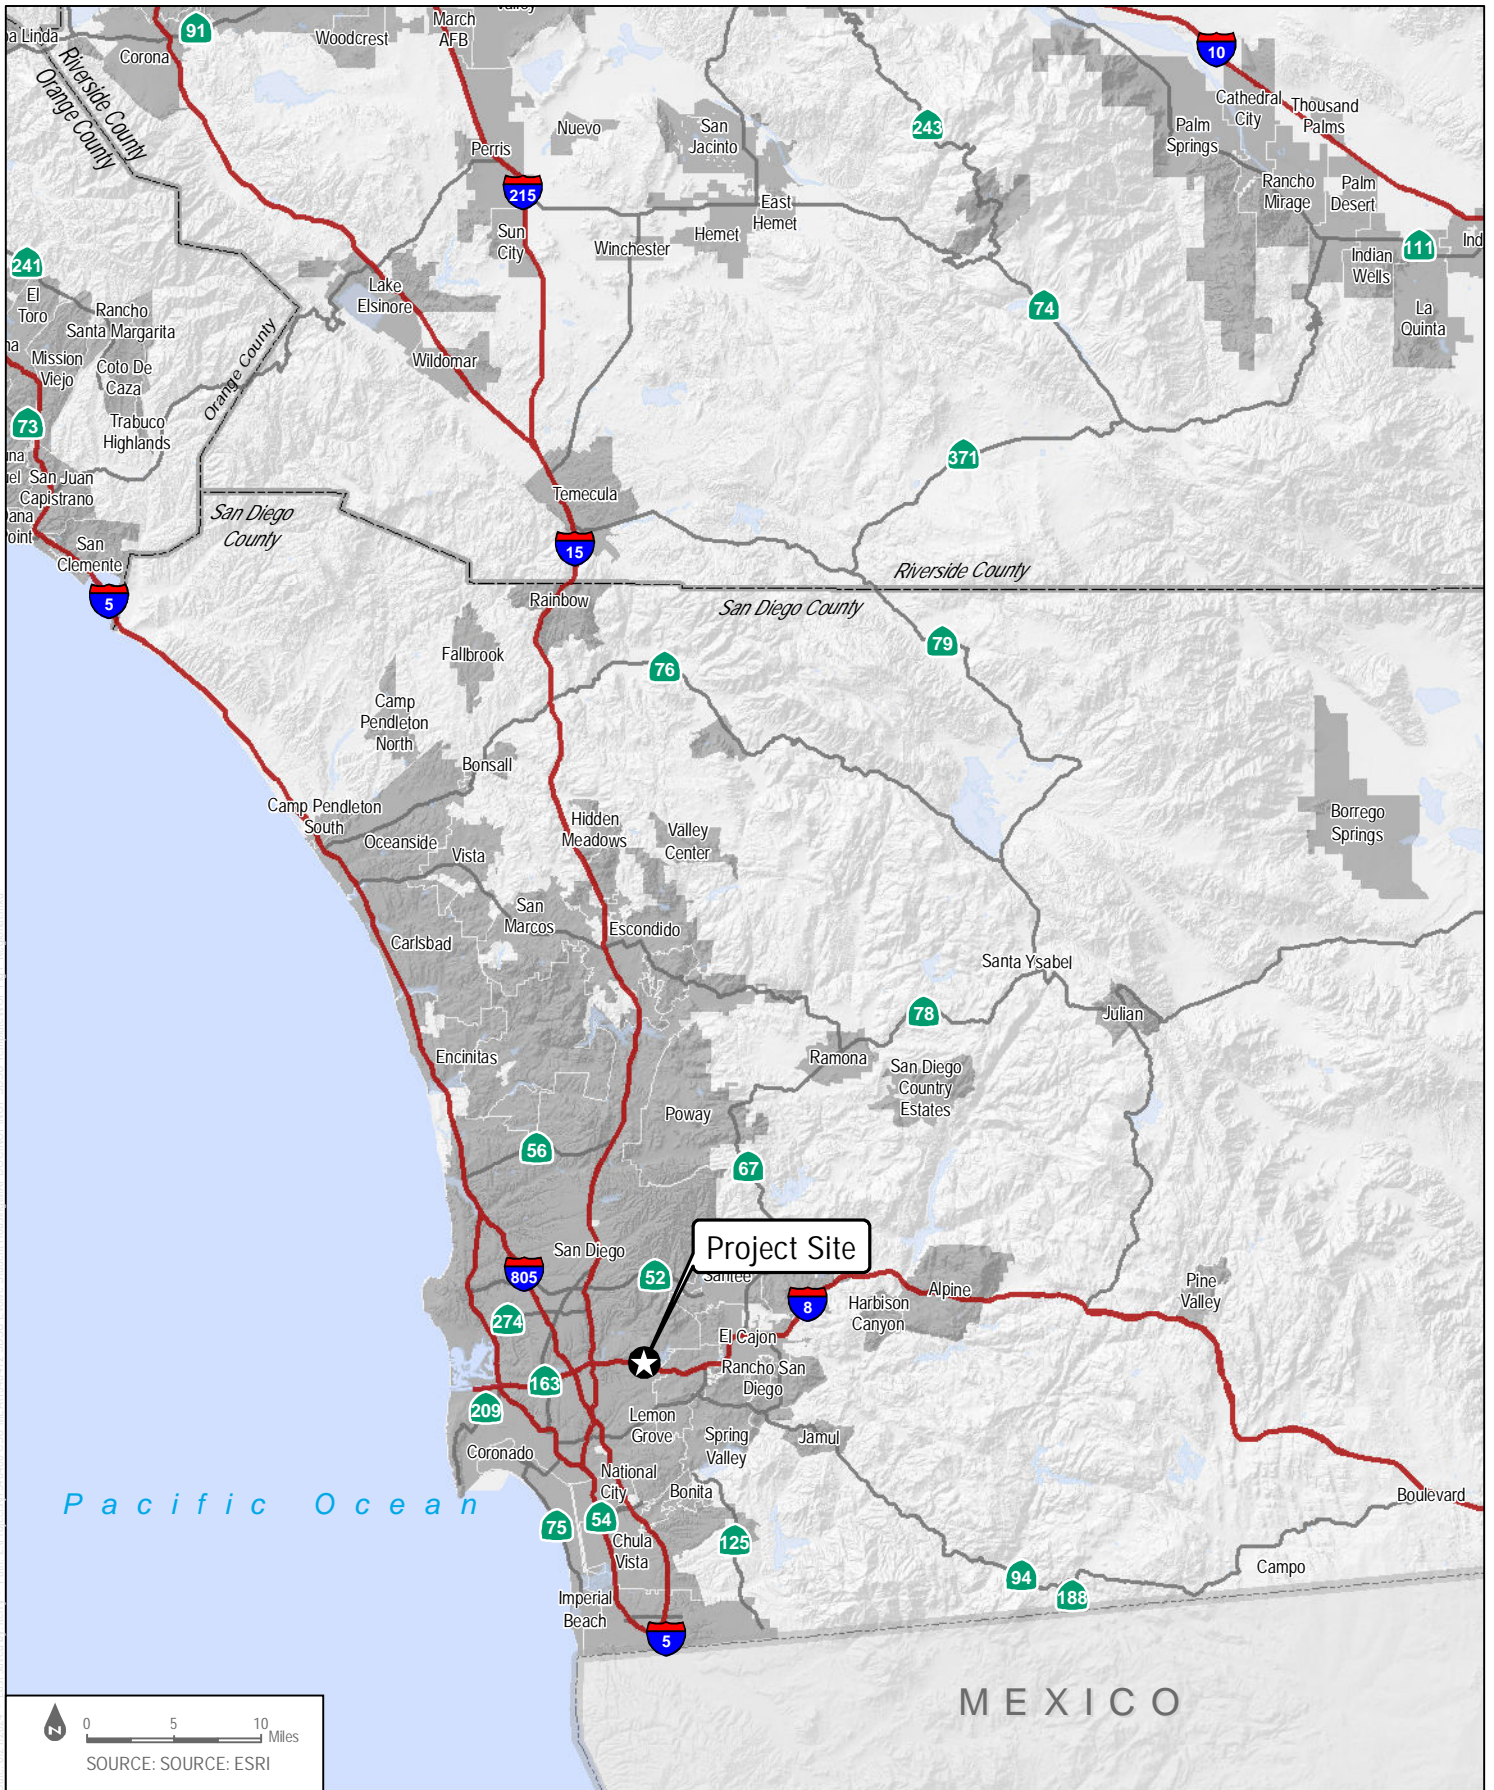 Valley
March
AFB
Woodcrest
91
Corona
10
Riverside County
Orange County
Cathedral
City
Thousand
Palms
243
Nuevo
San
Jacinto
Palm
Springs
Perris
215
Rancho
Mirage
Palm
Desert
East
Hemet
Sun
City
Winchester
Hemet
111
Ind
241
Indian
Wells
El
Toro
Lake
Elsinore
Rancho
Santa Margarita
74
La
Quinta
Mission
Viejo
Coto De
Caza
Orange County
Wildomar
73
Trabuco
Highlands
371
San Juan
Capistrano
Temecula
San Diego
County
San
Clemente
15
Riverside County
5
Rainbow
San Diego County
Fallbrook
76
79
Camp
Pendleton
North
Bonsall
Camp Pendleton
South
Hidden
Meadows
Borrego
Springs
Oceanside
Vista
Valley
Center
San
Marcos
Escondido
Carlsbad
Santa Ysabel
78
Julian
Encinitas
Ramona
San Diego
Country
Estates
Poway
56
67
San Diego
Project Site
805
52
Santee
8
Alpine
Pine
Valley
Harbison
Canyon
274
El Cajon
163
Rancho San
Diego
209
Lemon
Grove
Spring
Valley
Jamul
Coronado
National
City
Bonita
Boulevard
Pacific Ocean
75
54
Chula
Vista
125
Campo
94
188
Imperial
Beach
5
MEXICO
N
0 5 10
Miles
SOURCE: SOURCE: ESRI